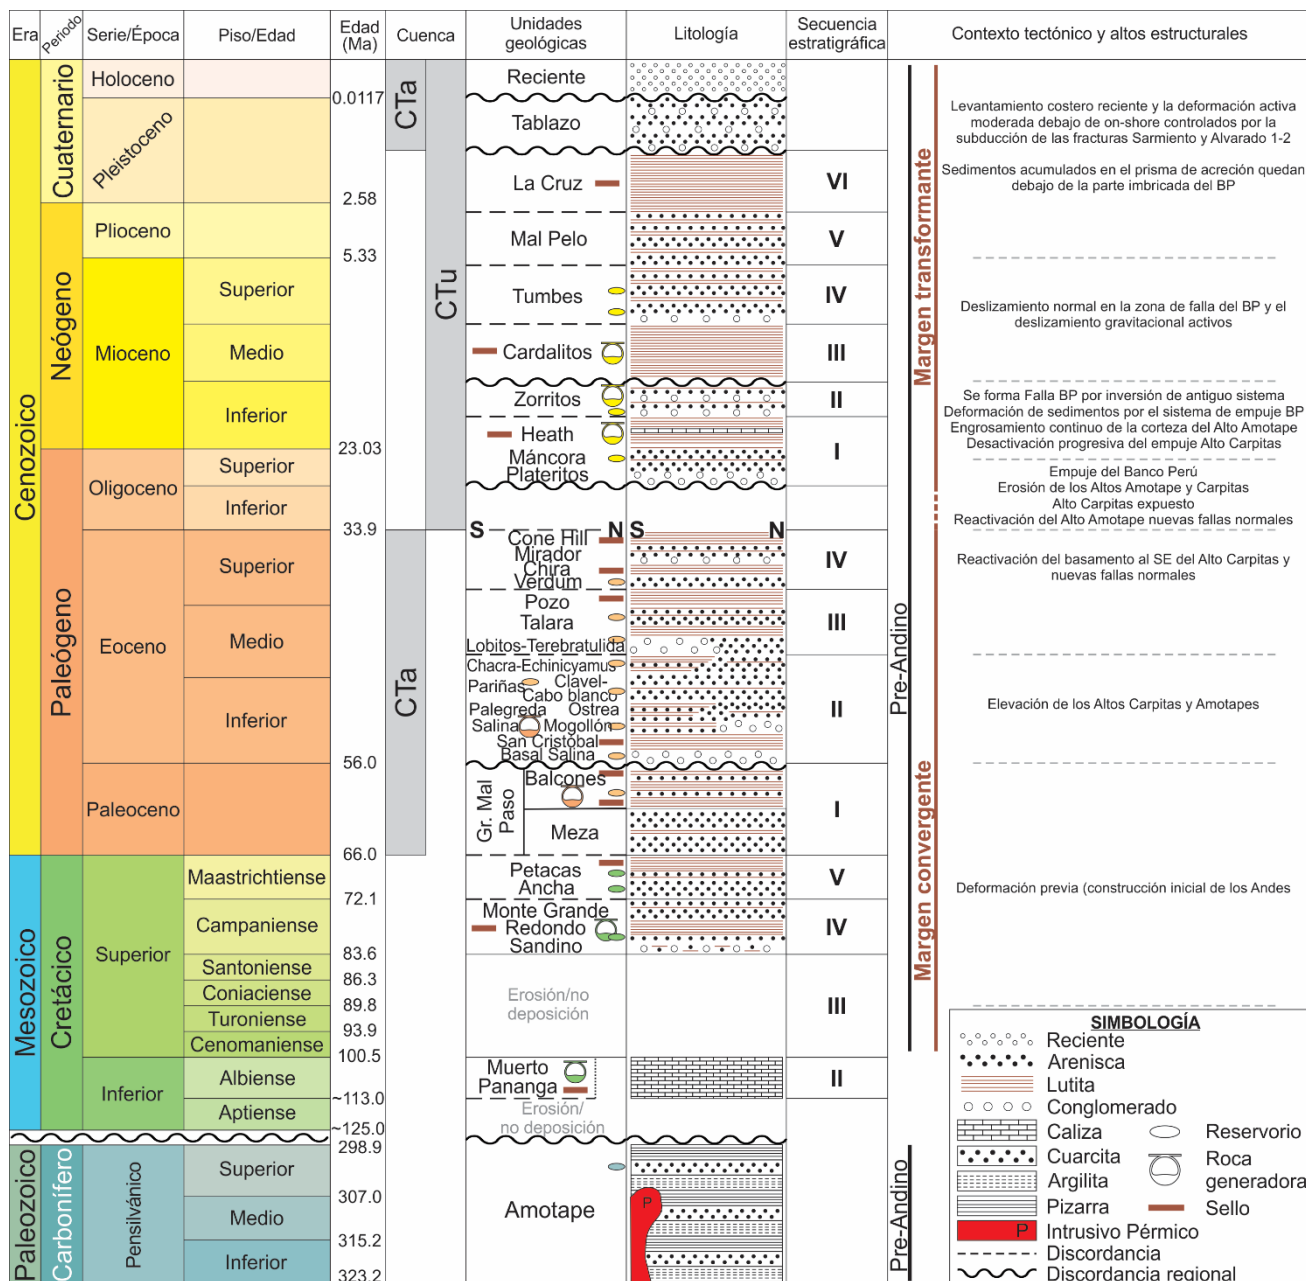 Era
Periodo
Serie/Época
Piso/Edad
Edad
(Ma)
Cuenca
Unidades
geológicas
Litología
Secuencia
estratigráfica
Contexto tectónico y altos estructurales
Cenozoico
Mesozoico
Paleozoico
Cuaternario
Neógeno
Paleógeno
Cretácico
Carbonífero
Holoceno
Pleistoceno
Plioceno
Mioceno
Oligoceno
Eoceno
Paleoceno
Superior
Inferior
Pensilvánico
Superior
Medio
Inferior
Superior
Inferior
Superior
Medio
Inferior
Maastrichtiense
Campaniense
Santoniense
Coniaciense
Turoniense
Cenomaniense
Albiense
Aptiense
Superior
Medio
Inferior
0.0117
2.58
5.33
23.03
33.9
56.0
66.0
72.1
83.6
86.3
89.8
93.9
100.5
~113.0
~125.0
298.9
307.0
315.2
323.2
CTa
CTu
CTa
Reciente
Tablazo
La Cruz
Mal Pelo
Tumbes
Cardalitos
Zorritos
Heath
Máncora
Plateritos
S N
Cone Hill
Mirador
Chira
Verdum
Pozo
Talara
Lobitos-Terebratulida
Chacra-Echinicyamus
Pariñas Clavel-
Cabo blanco
Palegreda Ostrea
Salina Mogollón
San Cristobal
Basal Salina
Gr. Mal
Paso
Balcones
Meza
Petacas
Ancha
Monte Grande
Redondo
Sandino
Erosión/no
deposición
Muerto
Pananga
Erosión/
no deposición
Amotape
S N
P
VI
V
IV
III
II
I
IV
III
II
I
V
IV
III
II
Pre-Andino
Pre-Andino
Margen transformante
Margen convergente
Levantamiento costero reciente y la deformación activa
moderada debajo de on-shore controlados por la
subducción de las fracturas Sarmiento y Alvarado 1-2
Sedimentos acumulados en el prisma de acreción quedan
debajo de la parte imbricada del BP
Deslizamiento normal en la zona de falla del BP y el
deslizamiento gravitacional activos
Se forma Falla BP por inversión de antiguo sistema
Deformación de sedimentos por el sistema de empuje BP
Engrosamiento continuo de la corteza del Alto Amotape
Desactivación progresiva del empuje Alto Carpitas
Empuje del Banco Perú
Erosión de los Altos Amotape y Carpitas
Alto Carpitas expuesto
Reactivación del Alto Amotape nuevas fallas normales
Reactivación del basamento al SE del Alto Carpitas y
nuevas fallas normales
Elevación de los Altos Carpitas y Amotapes
Deformación previa (construcción inicial de los Andes
SIMBOLOGÍA
Reciente
Arenisca
Lutita
Conglomerado
Caliza
Cuarcita
Argilita
Pizarra
P Intrusivo Pérmico
Discordancia
Discordancia regional
Reservorio
Roca
generadora
Sello